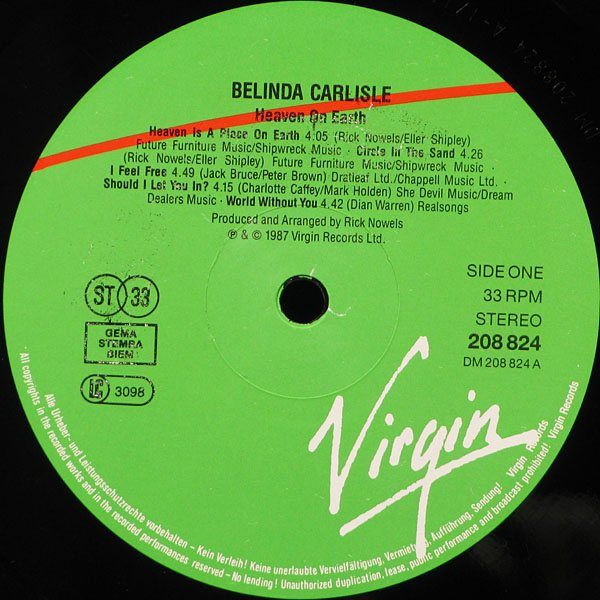 BELINDA CARLISLE
Heaven On Earth
Heaven Is A Place On Earth 4.05 (Rick Nowels/Eller Shipley)
Future Furniture Music/Shipwreck Music · Circle In The Sand 4.26
(Rick Nowels/Eller Shipley) Future Furniture Music/Shipwreck Music ·
I Feel Free 4.49 (Jack Bruce/Peter Brown) Dratleaf Ltd./Chappell Music Ltd. ·
Should I Let You In? 4.15 (Charlotte Caffey/Mark Holden) She Devil Music/Dream
Dealers Music · World Without You 4.42 (Dian Warren) Realsongs
Produced and Arranged by Rick Nowels
℗ & © 1987 Virgin Records Ltd.
ST 33
GEMA
STEMRA
BIEM
LC 3098
SIDE ONE
33 RPM
STEREO
208 824
DM 208 824 A
Virgin
Alle Urheber- und Leistungsschutzrechte vorbehalten – Kein Verleih! Keine unerlaubte Vervielfältigung, Vermietung, Aufführung, Sendung! Virgin Records
All copyrights in the recorded works and in the recorded performances reserved – No lending! Unauthorized duplication, lease, public performance and broadcast prohibited! Virgin Records